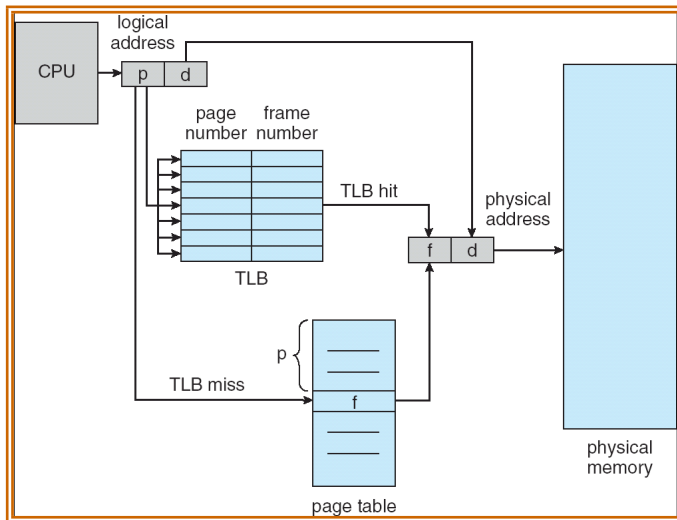 logical
address
CPU
p
d
page
number
frame
number
TLB hit
physical
address
f
d
TLB
p
TLB miss
f
physical
memory
page table